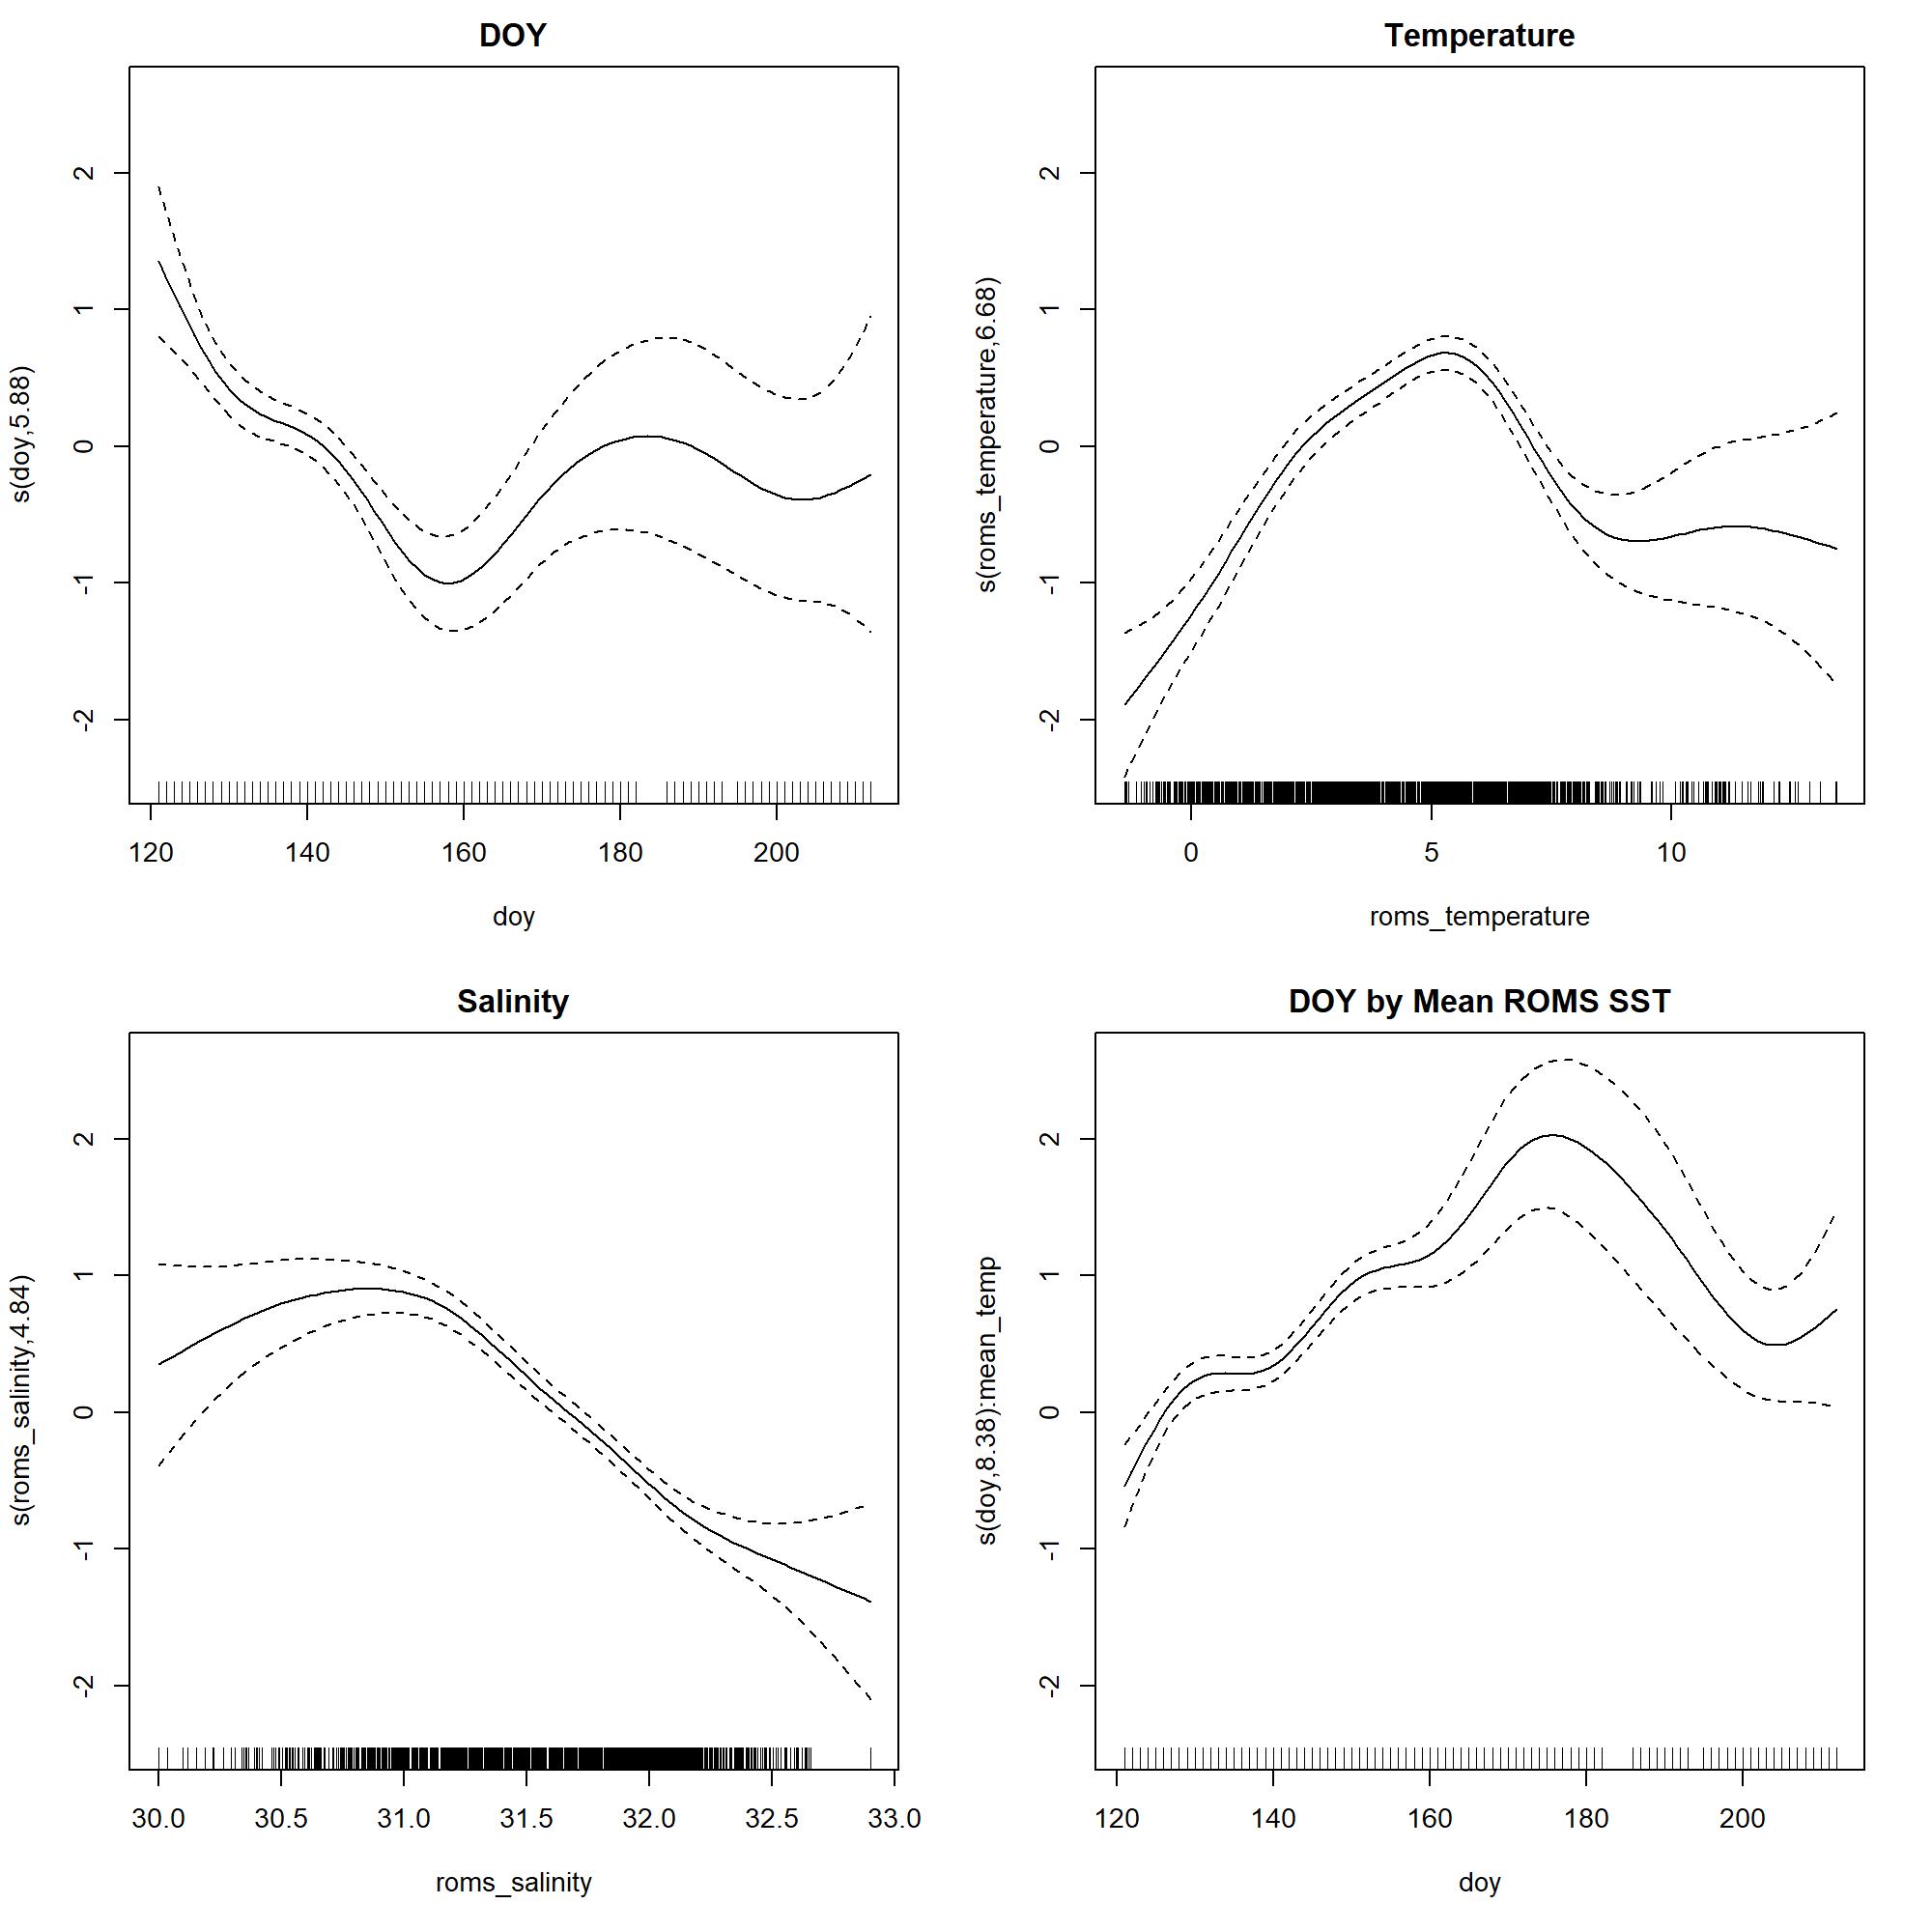 DOY
s(doy,5.88)
2
1
0
-1
-2
120 140 160 180 200
doy
Temperature
s(roms_temperature,6.68)
2
1
0
-1
-2
0 5 10
roms_temperature
Salinity
s(roms_salinity,4.84)
2
1
0
-1
-2
30.0 30.5 31.0 31.5 32.0 32.5 33.0
roms_salinity
DOY by Mean ROMS SST
s(doy,8.38):mean_temp
2
1
0
-1
-2
120 140 160 180 200
doy